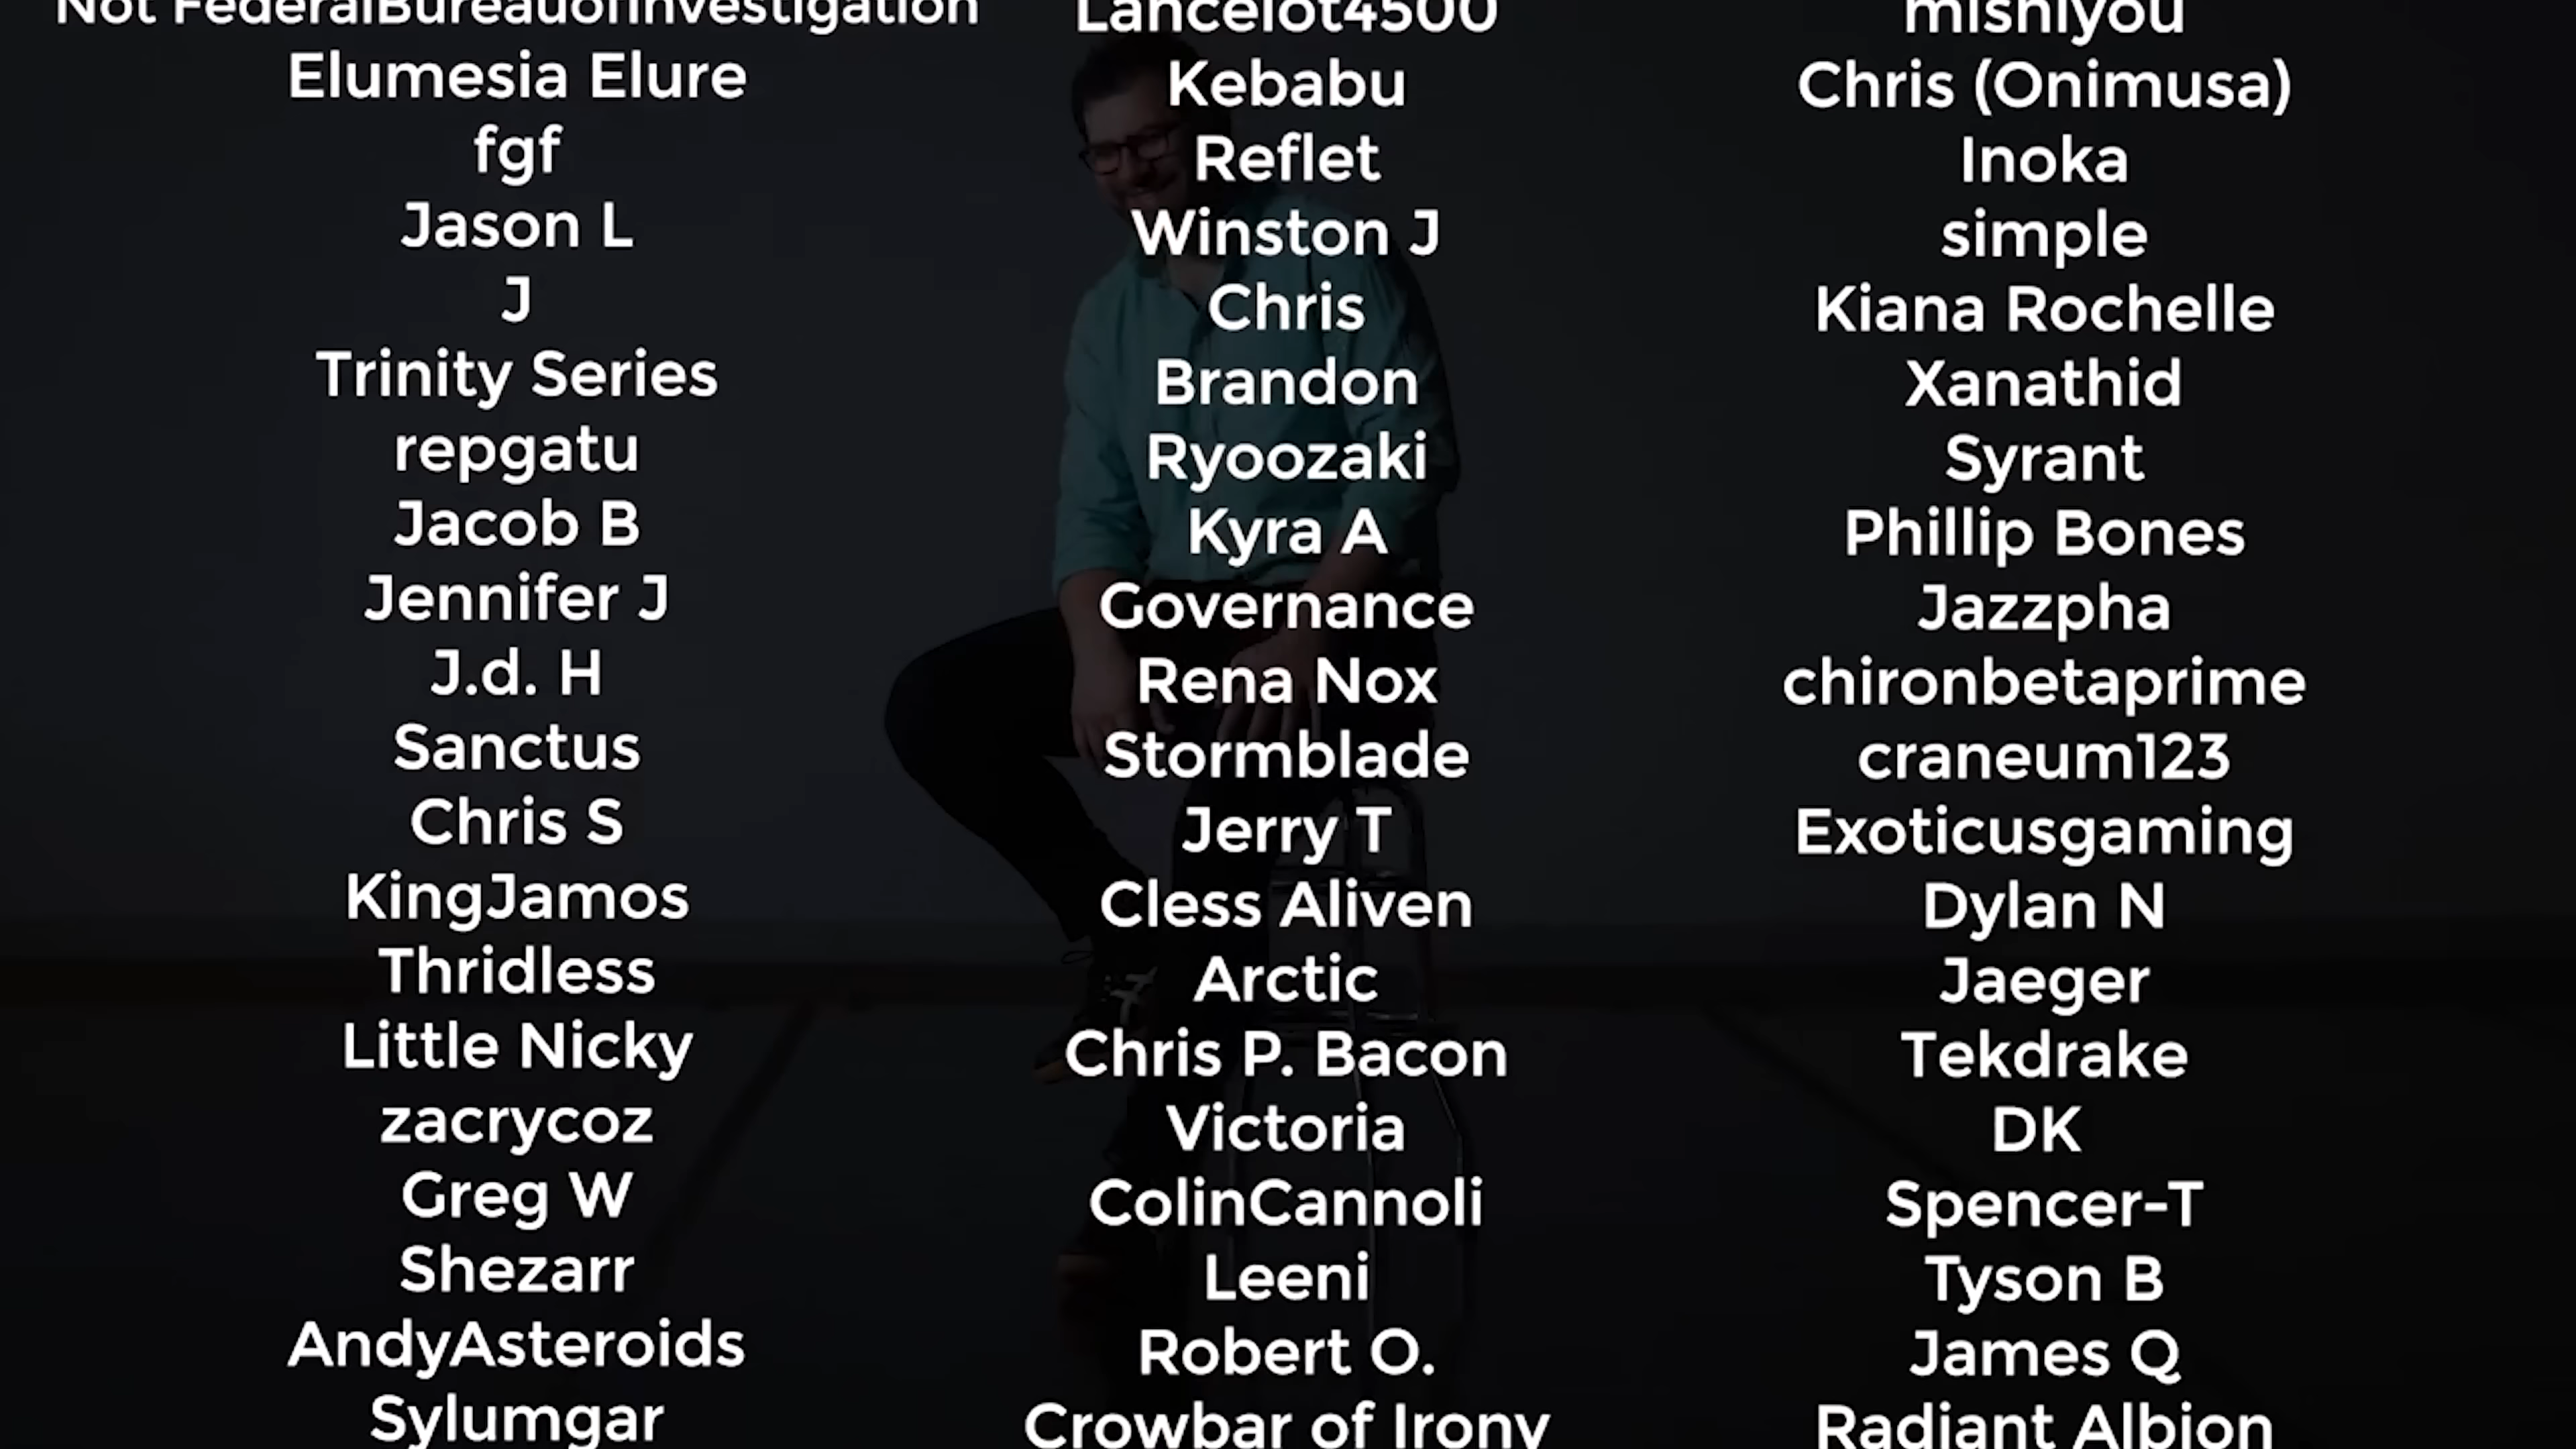 Not FederalBureauofInvestigation
Elumesia Elure
fgf
Jason L
J
Trinity Series
repgatu
Jacob B
Jennifer J
J.d. H
Sanctus
Chris S
KingJamos
Thridless
Little Nicky
zacrycoz
Greg W
Shezarr
AndyAsteroids
Sylumgar
Lancelot4500
Kebabu
Reflet
Winston J
Chris
Brandon
Ryoozaki
Kyra A
Governance
Rena Nox
Stormblade
Jerry T
Cless Aliven
Arctic
Chris P. Bacon
Victoria
ColinCannoli
Leeni
Robert O.
Crowbar of Irony
mishiyou
Chris (Onimusa)
Inoka
simple
Kiana Rochelle
Xanathid
Syrant
Phillip Bones
Jazzpha
chironbetaprime
craneum123
Exoticusgaming
Dylan N
Jaeger
Tekdrake
DK
Spencer-T
Tyson B
James Q
Radiant Albion